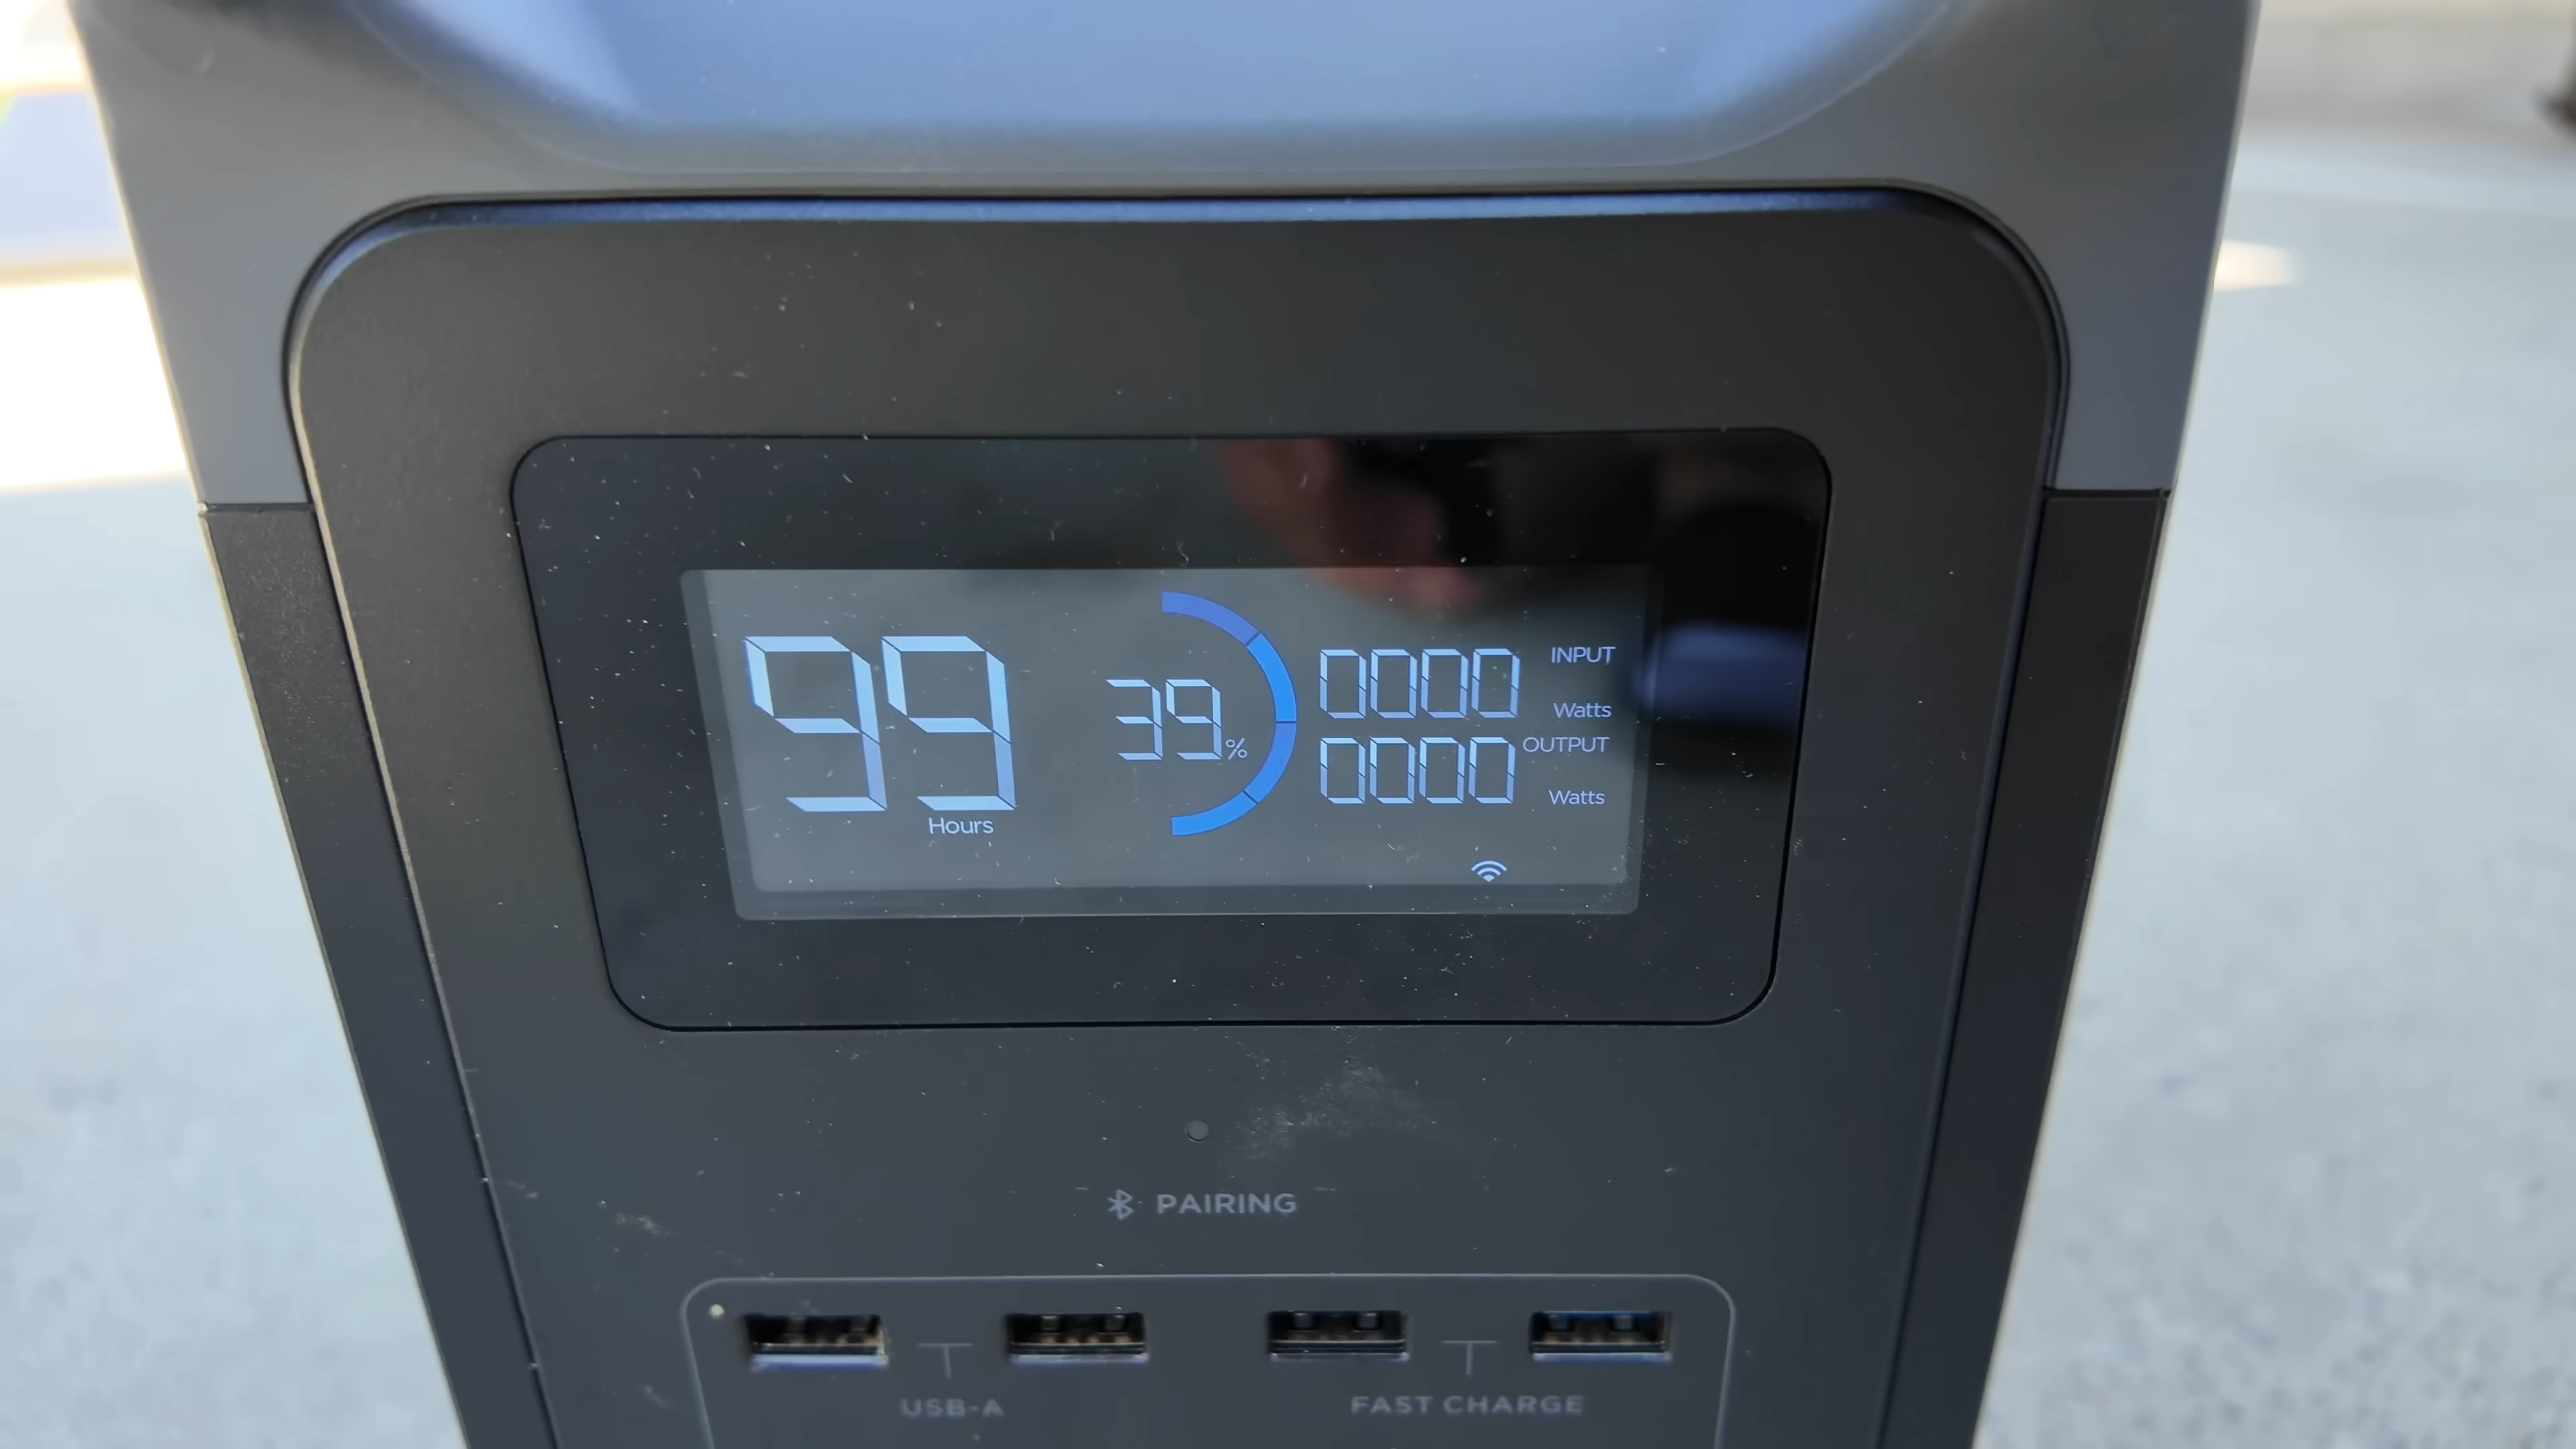 99
Hours
39%
0000 INPUT
Watts
0000 OUTPUT
Watts
PAIRING
USB-A
FAST CHARGE